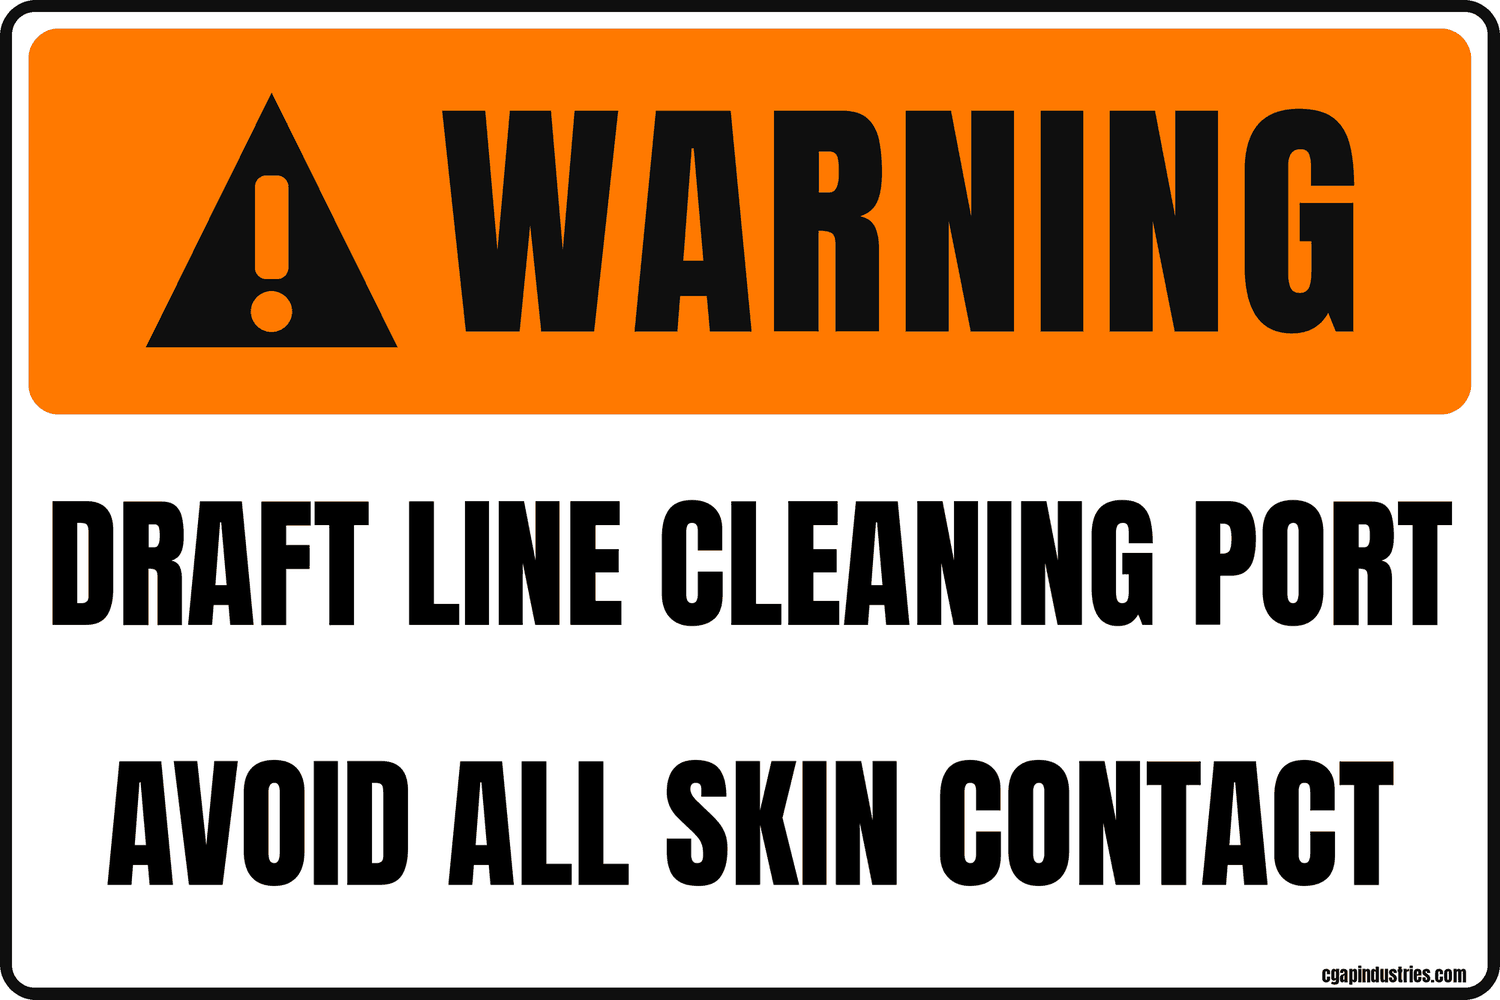 WARNING
DRAFT LINE CLEANING PORT
AVOID ALL SKIN CONTACT
cgapindustries.com